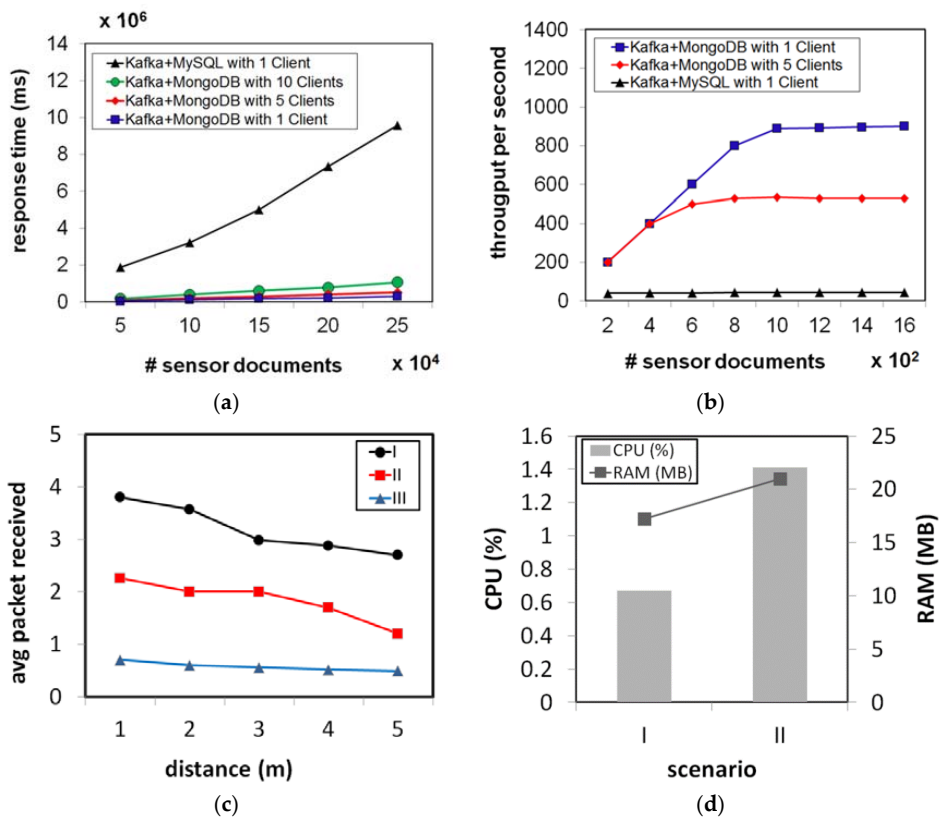 x 10⁶
response time (ms)
14
12
10
8
6
4
2
0
Kafka+MySQL with 1 Client
Kafka+MongoDB with 10 Clients
Kafka+MongoDB with 5 Clients
Kafka+MongoDB with 1 Client
5 10 15 20 25
# sensor documents x 10⁴
(a)
througput per second
1400
1200
1000
800
600
400
200
0
Kafka+MongoDB with 1 Client
Kafka+MongoDB with 5 Clients
Kafka+MySQL with 1 Client
2 4 6 8 10 12 14 16
# sensor documents x 10²
(b)
avg packet received
5
4
3
2
1
0
I
II
III
1 2 3 4 5
distance (m)
(c)
CPU (%)
1.6
1.4
1.2
1
0.8
0.6
0.4
0.2
0
CPU (%)
RAM (MB)
25
20
15
10
5
0
RAM (MB)
I II
scenario
(d)